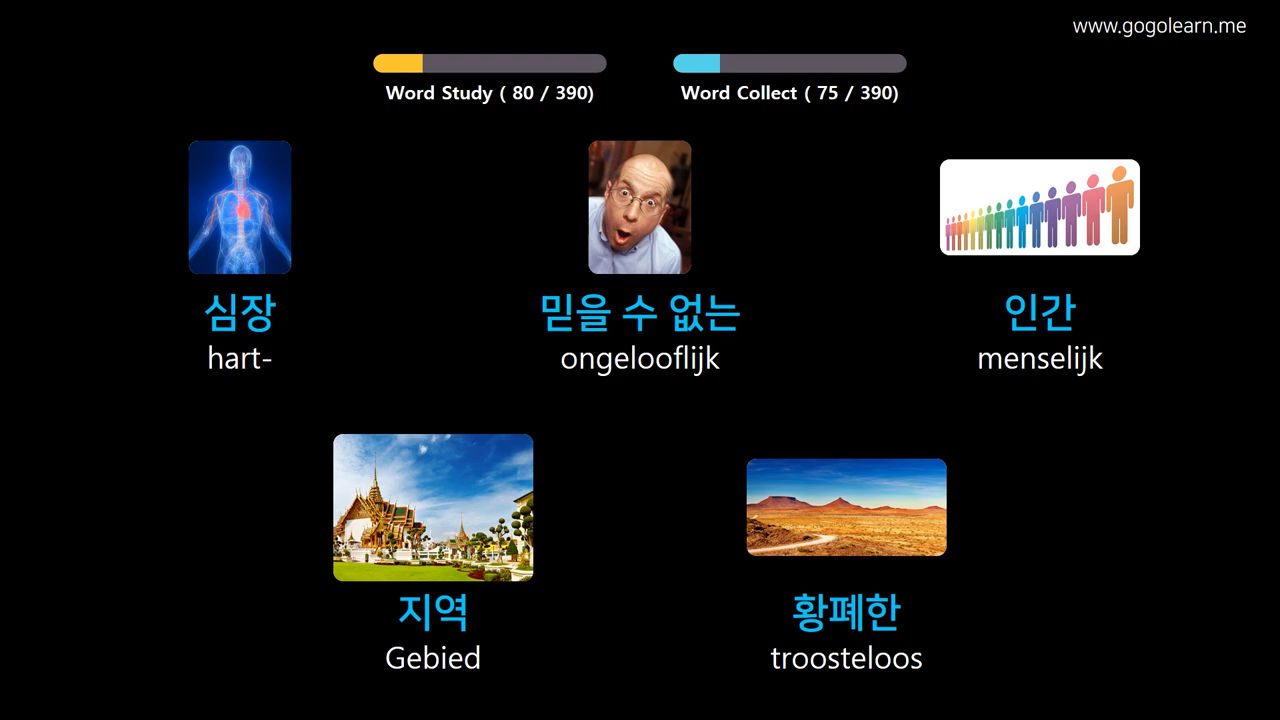 www.gogolearn.me
Word Study ( 80 / 390)
Word Collect ( 75 / 390)
심장
hart-
믿을 수 없는
ongelooflijk
인간
menselijk
지역
Gebied
황폐한
troosteloos